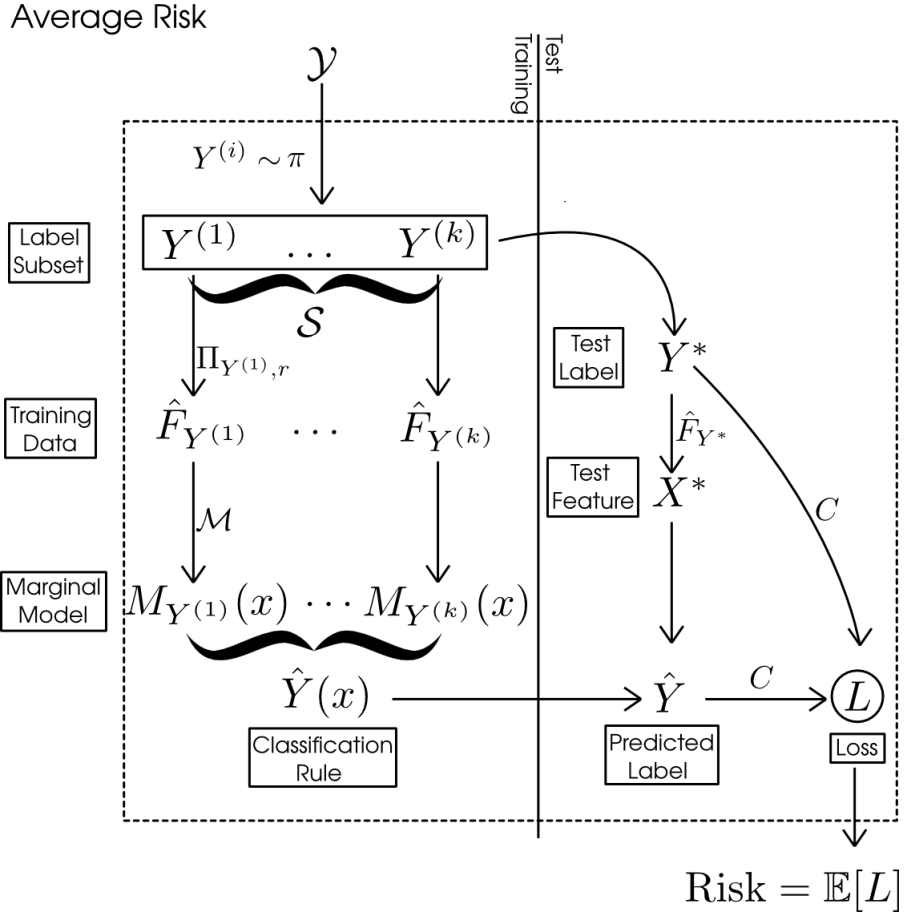 Average Risk
Training
Test
𝒴
Y^{(i)} ∼ π
Label
Subset
Y^{(1)} ... Y^{(k)}
𝒮
Π_{Y^{(1)},r}
Test
Label
Y*
Training
Data
F̂_{Y^{(1)}} ... F̂_{Y^{(k)}}
F̂_{Y*}
Test
Feature
X*
C
ℳ
Marginal
Model
M_{Y^{(1)}}(x) ... M_{Y^{(k)}}(x)
Ŷ(x)
Ŷ
C
L
Classification
Rule
Predicted
Label
Loss
Risk = 𝔼[L]